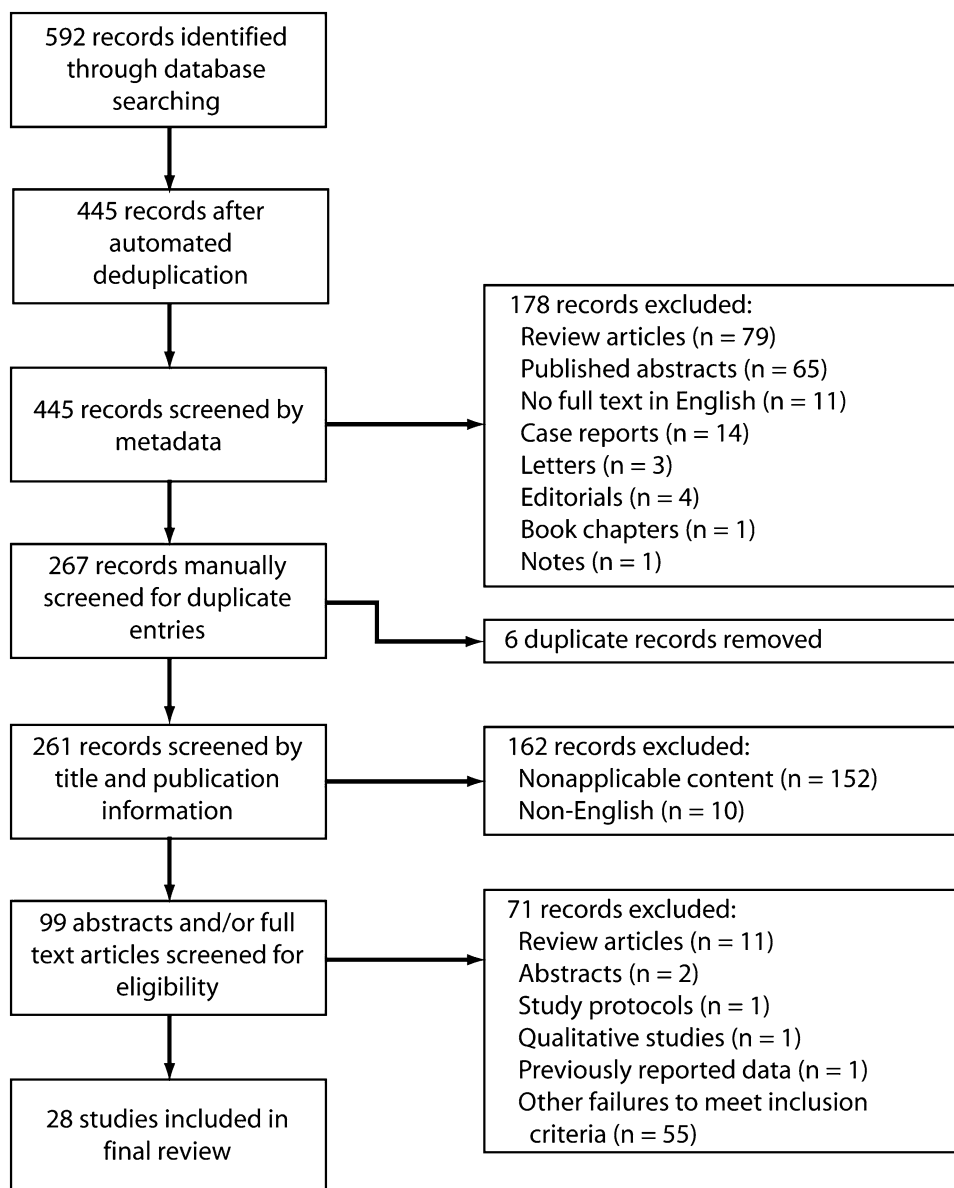 592 records identified
through database
searching
445 records after
automated
deduplication
445 records screened by
metadata
178 records excluded:
Review articles (n = 79)
Published abstracts (n = 65)
No full text in English (n = 11)
Case reports (n = 14)
Letters (n = 3)
Editorials (n = 4)
Book chapters (n = 1)
Notes (n = 1)
267 records manually
screened for duplicate
entries
6 duplicate records removed
261 records screened by
title and publication
information
162 records excluded:
Nonapplicable content (n = 152)
Non-English (n = 10)
99 abstracts and/or full
text articles screened for
eligibility
71 records excluded:
Review articles (n = 11)
Abstracts (n = 2)
Study protocols (n = 1)
Qualitative studies (n = 1)
Previously reported data (n = 1)
Other failures to meet inclusion
criteria (n = 55)
28 studies included in
final review